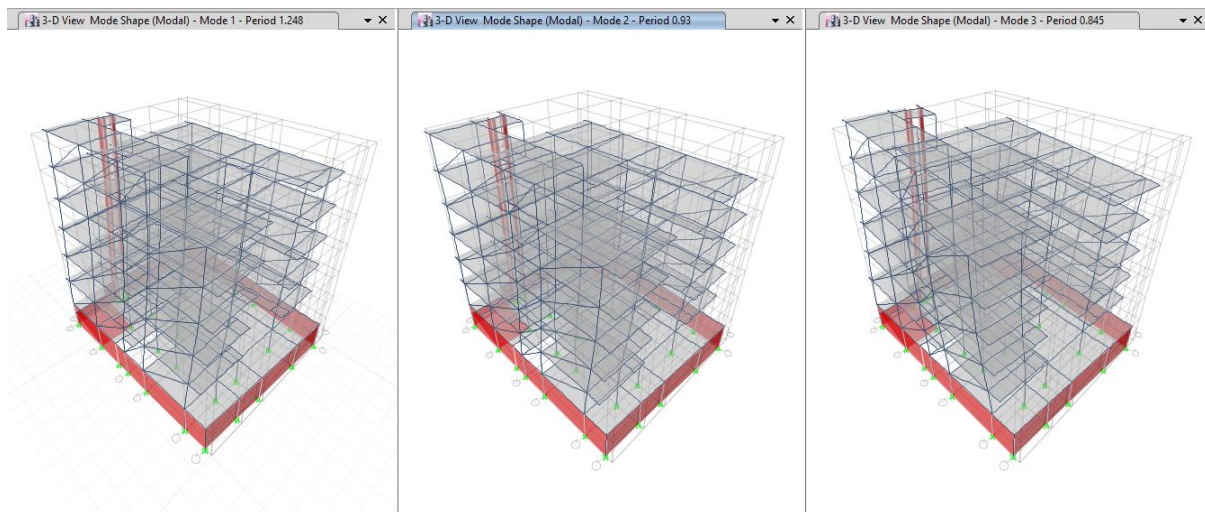 3-D View Mode Shape (Modal) - Mode 1 - Period 1.248
3-D View Mode Shape (Modal) - Mode 2 - Period 0.93
3-D View Mode Shape (Modal) - Mode 3 - Period 0.845